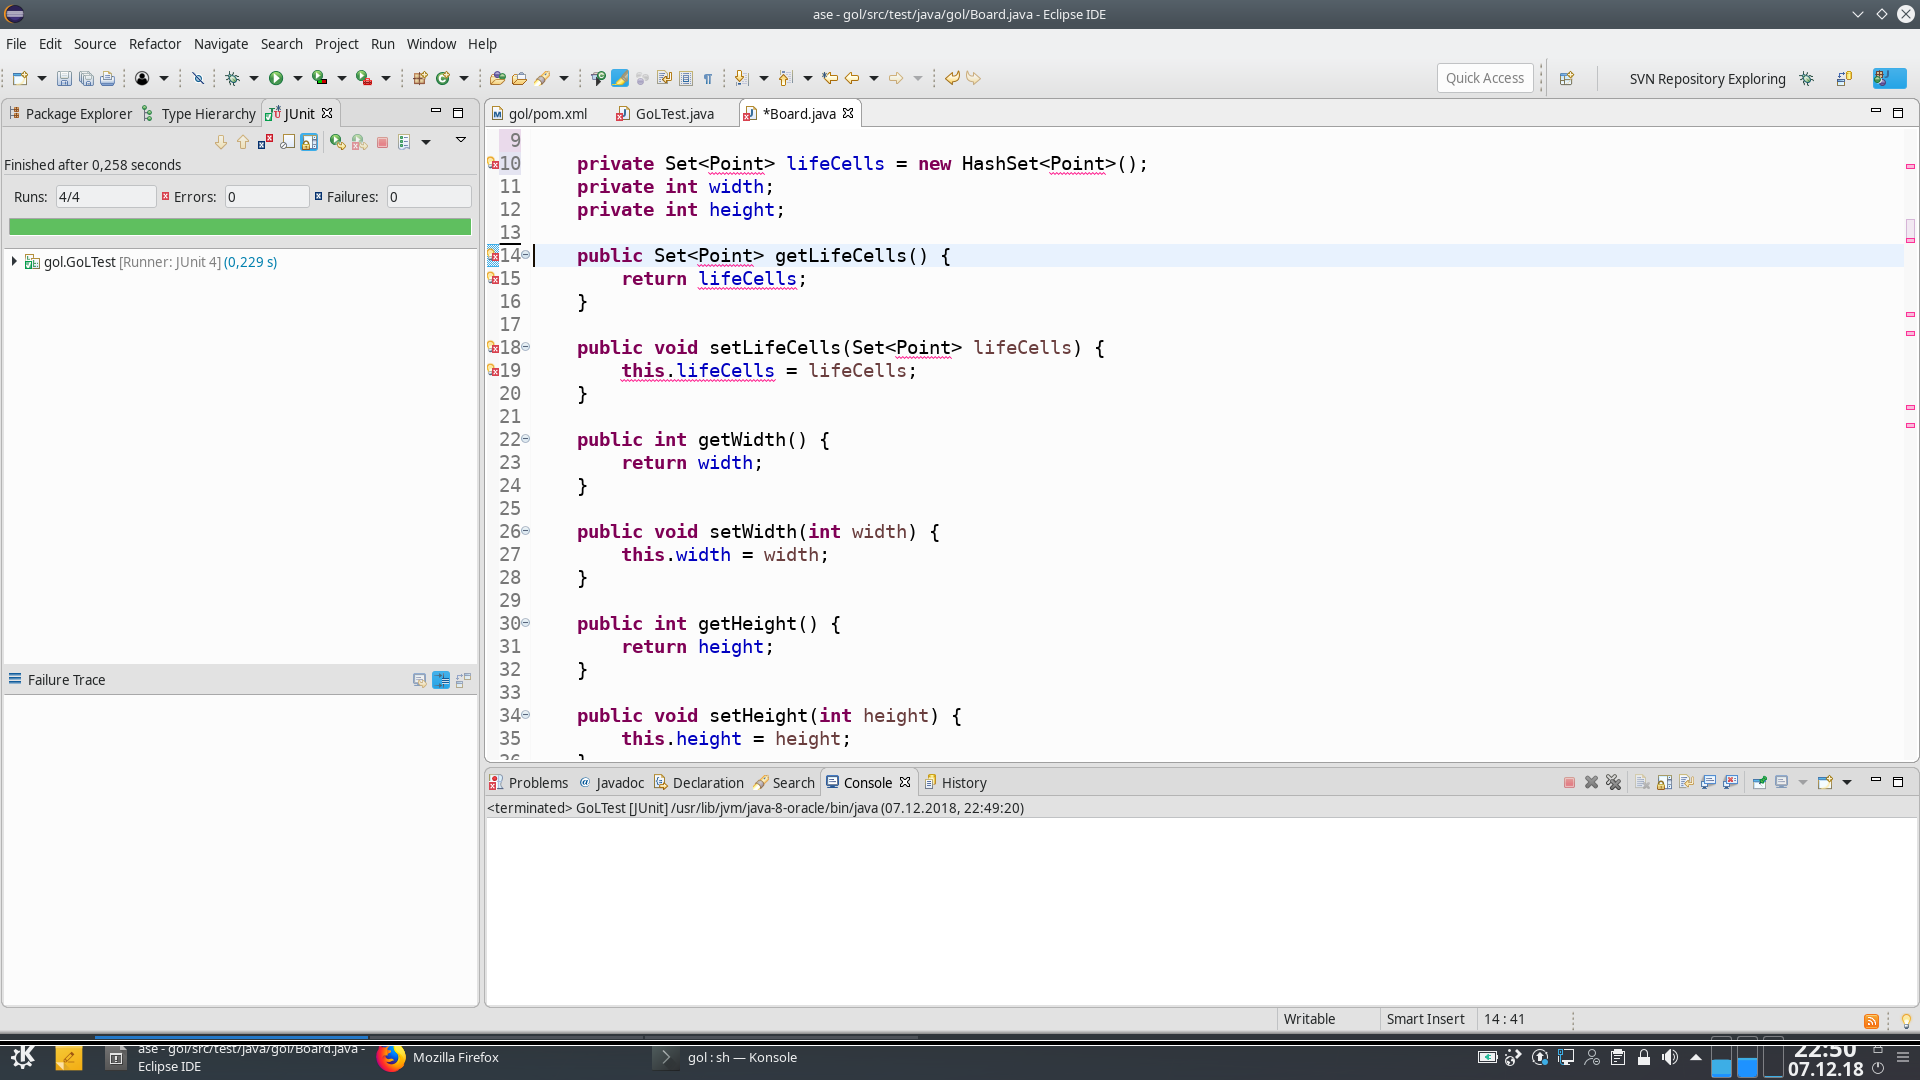 ase - gol/src/test/java/gol/Board.java - Eclipse IDE
File Edit Source Refactor Navigate Search Project Run Window Help
Quick Access
SVN Repository Exploring
Package Explorer Type Hierarchy JUnit
Finished after 0,258 seconds
Runs: 4/4 Errors: 0 Failures: 0
gol.GoLTest [Runner: JUnit 4] (0,229 s)
Failure Trace
gol/pom.xml GoLTest.java *Board.java
9
10 private Set<Point> lifeCells = new HashSet<Point>();
11 private int width;
12 private int height;
13
14 public Set<Point> getLifeCells() {
15 return lifeCells;
16 }
17
18 public void setLifeCells(Set<Point> lifeCells) {
19 this.lifeCells = lifeCells;
20 }
21
22 public int getWidth() {
23 return width;
24 }
25
26 public void setWidth(int width) {
27 this.width = width;
28 }
29
30 public int getHeight() {
31 return height;
32 }
33
34 public void setHeight(int height) {
35 this.height = height;
36 }
Problems Javadoc Declaration Search Console History
<terminated> GoLTest [JUnit] /usr/lib/jvm/java-8-oracle/bin/java (07.12.2018, 22:49:20)
Writable Smart Insert 14 : 41
ase - gol/src/test/java/gol/Board.java -
Eclipse IDE
Mozilla Firefox
gol : sh — Konsole
22:50
07.12.18